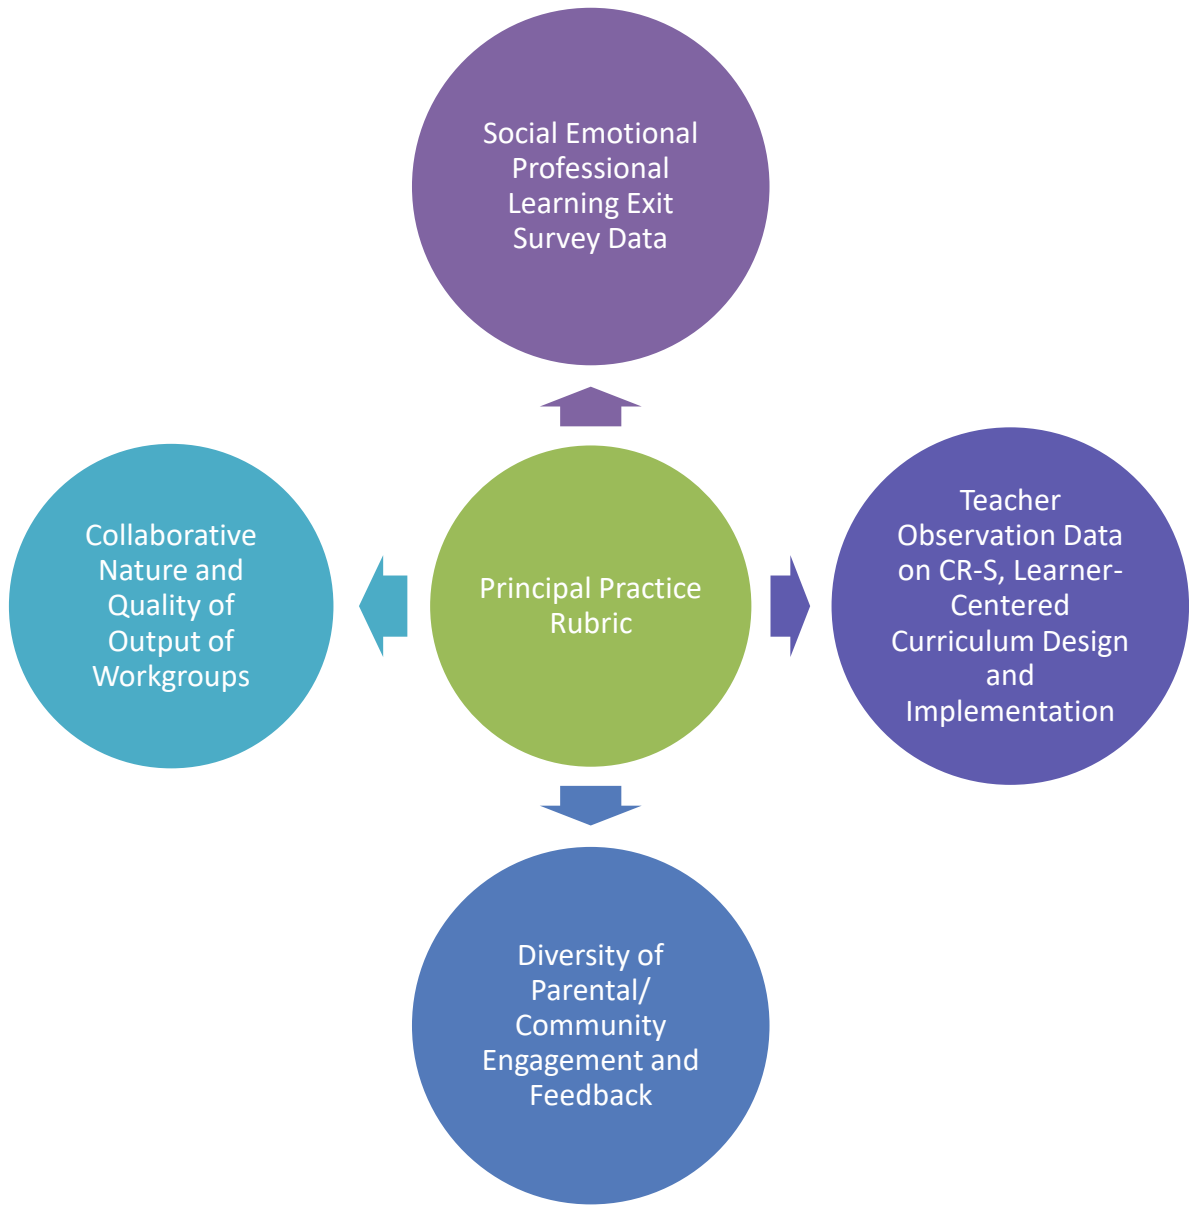 Social Emotional
Professional
Learning Exit
Survey Data
Collaborative
Nature and
Quality of
Output of
Workgroups
Principal Practice
Rubric
Teacher
Observation Data
on CR-S, Learner-
Centered
Curriculum Design
and
Implementation
Diversity of
Parental/
Community
Engagement and
Feedback